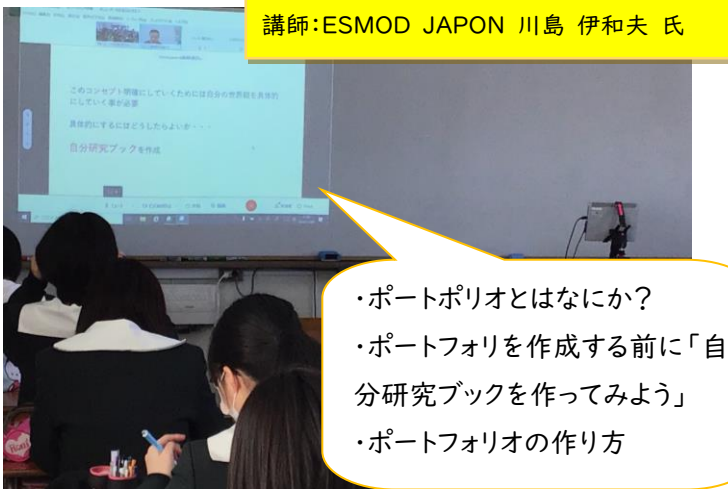 講師:ESMOD JAPON 川島 伊和夫 氏
このコンセプト明確にしていくためには自分の世界観を具体的
にしていく事が必要
具体的にするにはどうしたらよいか・・・
自分研究ブックを作成
・ポートポリオとはなにか?
・ポートフォリを作成する前に「自
分研究ブックを作ってみよう」
・ポートフォリオの作り方